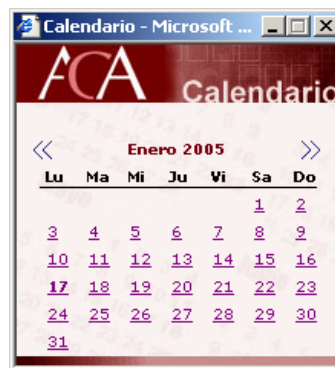 Calendario - Microsoft ...
ACA Calendario
« Enero 2005 »
Lu Ma Mi Ju Vi Sa Do
1 2
3 4 5 6 7 8 9
10 11 12 13 14 15 16
17 18 19 20 21 22 23
24 25 26 27 28 29 30
31